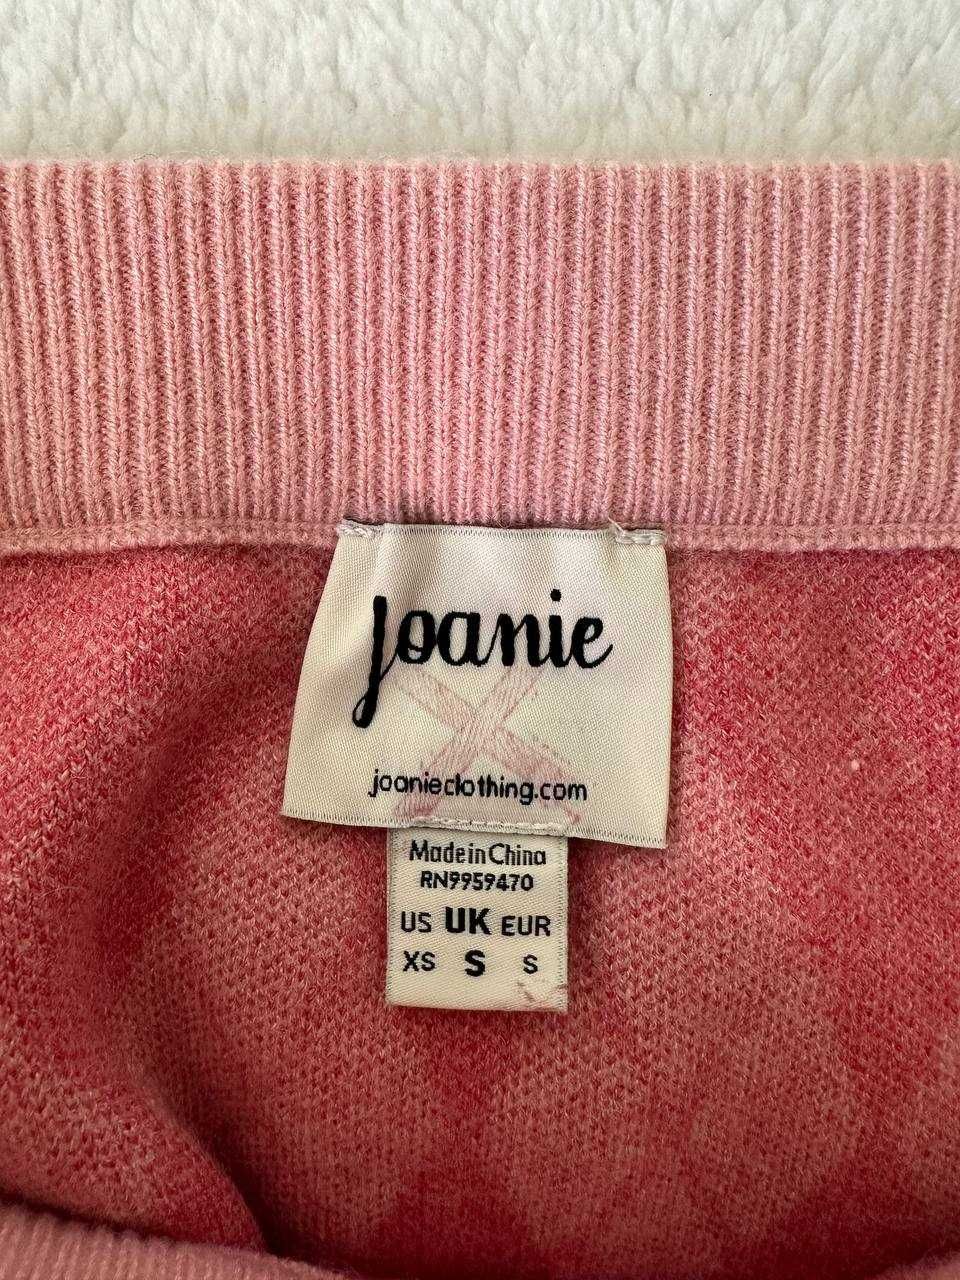 joanie
joanieclothing.com
Made in China
RN9959470
US UK EUR
XS S S